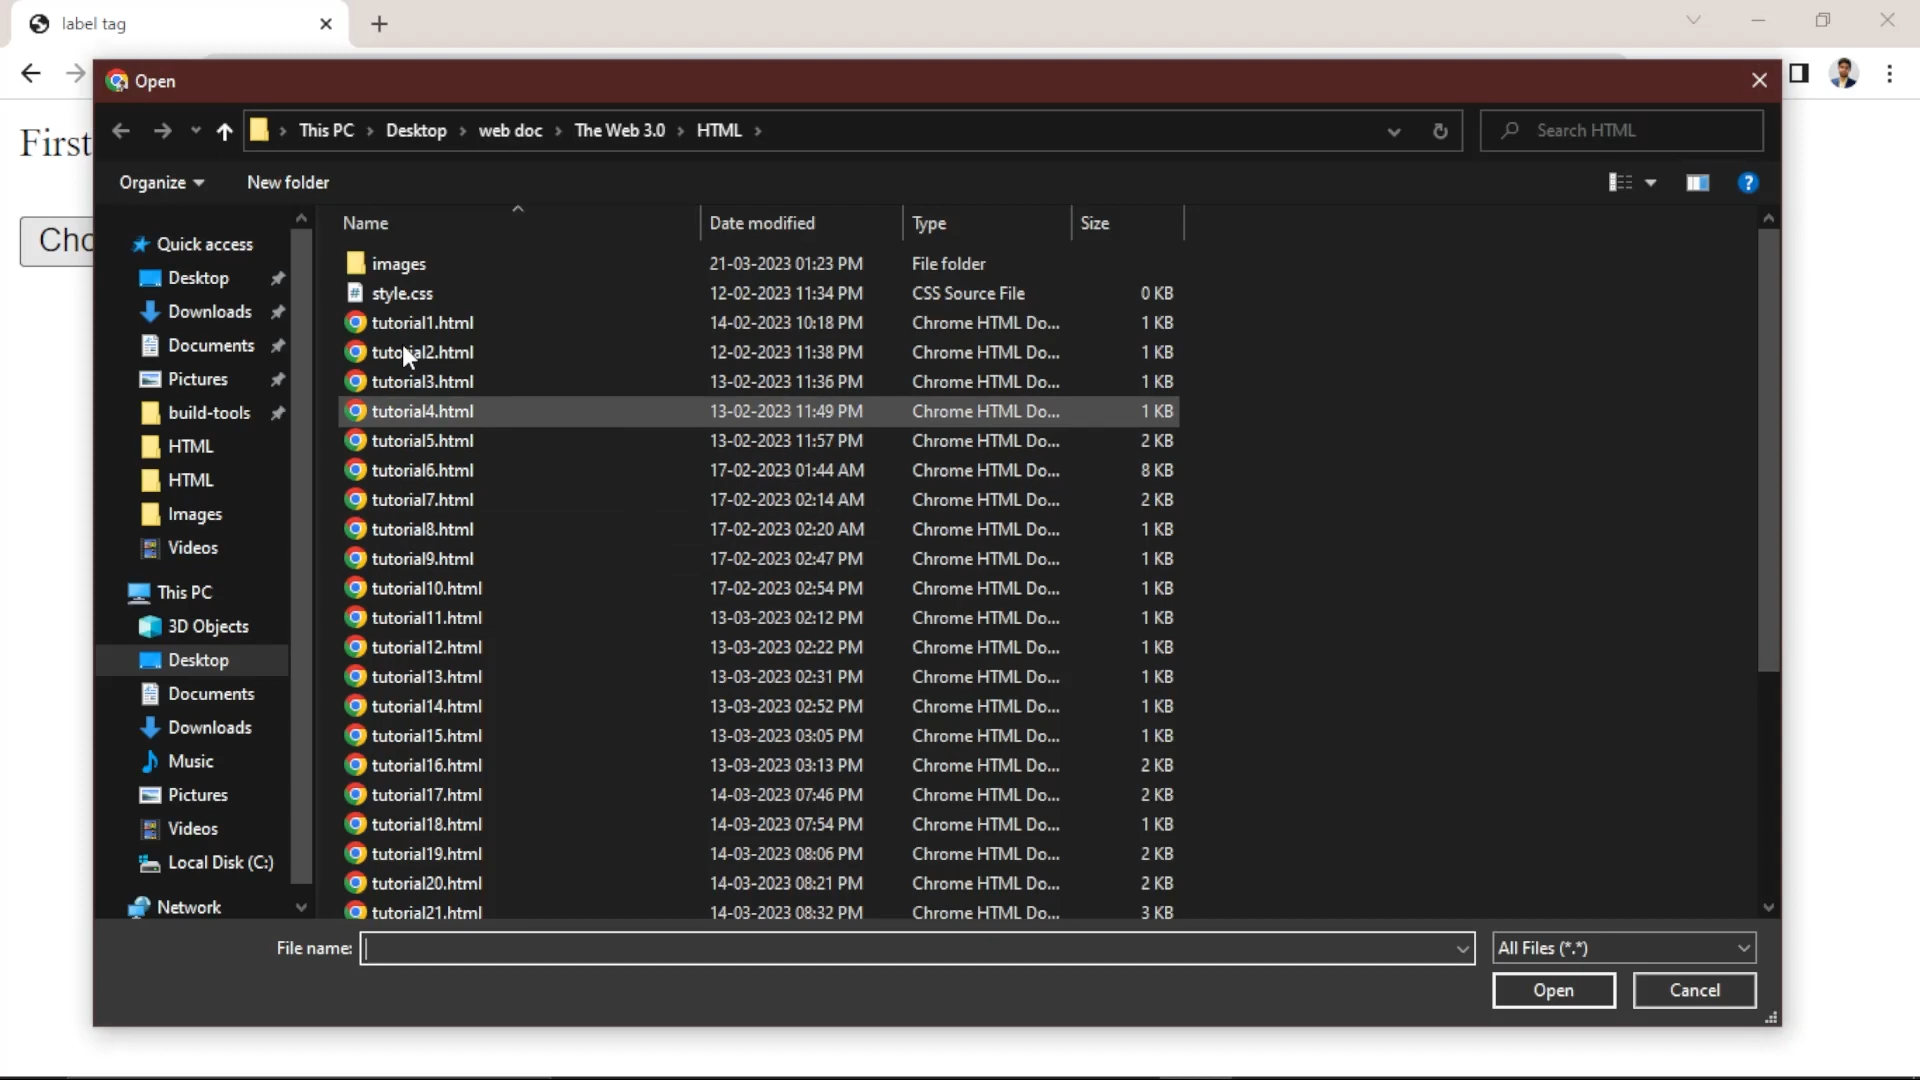 label tag
Open
This PC > Desktop > web doc > The Web 3.0 > HTML >
Search HTML
First
Organize
New folder
Cho
Name
Date modified
Type
Size
Quick access
Desktop
Downloads
Documents
Pictures
build-tools
HTML
HTML
Images
Videos
This PC
3D Objects
Desktop
Documents
Downloads
Music
Pictures
Videos
Local Disk (C:)
Network
images 21-03-2023 01:23 PM File folder
style.css 12-02-2023 11:34 PM CSS Source File 0 KB
tutorial1.html 14-02-2023 10:18 PM Chrome HTML Do... 1 KB
tutorial2.html 12-02-2023 11:38 PM Chrome HTML Do... 1 KB
tutorial3.html 13-02-2023 11:36 PM Chrome HTML Do... 1 KB
tutorial4.html 13-02-2023 11:49 PM Chrome HTML Do... 1 KB
tutorial5.html 13-02-2023 11:57 PM Chrome HTML Do... 2 KB
tutorial6.html 17-02-2023 01:44 AM Chrome HTML Do... 8 KB
tutorial7.html 17-02-2023 02:14 AM Chrome HTML Do... 2 KB
tutorial8.html 17-02-2023 02:20 AM Chrome HTML Do... 1 KB
tutorial9.html 17-02-2023 02:47 PM Chrome HTML Do... 1 KB
tutorial10.html 17-02-2023 02:54 PM Chrome HTML Do... 1 KB
tutorial11.html 13-03-2023 02:12 PM Chrome HTML Do... 1 KB
tutorial12.html 13-03-2023 02:22 PM Chrome HTML Do... 1 KB
tutorial13.html 13-03-2023 02:31 PM Chrome HTML Do... 1 KB
tutorial14.html 13-03-2023 02:52 PM Chrome HTML Do... 1 KB
tutorial15.html 13-03-2023 03:05 PM Chrome HTML Do... 1 KB
tutorial16.html 13-03-2023 03:13 PM Chrome HTML Do... 2 KB
tutorial17.html 14-03-2023 07:46 PM Chrome HTML Do... 2 KB
tutorial18.html 14-03-2023 07:54 PM Chrome HTML Do... 1 KB
tutorial19.html 14-03-2023 08:06 PM Chrome HTML Do... 2 KB
tutorial20.html 14-03-2023 08:21 PM Chrome HTML Do... 2 KB
tutorial21.html 14-03-2023 08:32 PM Chrome HTML Do... 3 KB
File name:
All Files (*.*)
Open
Cancel